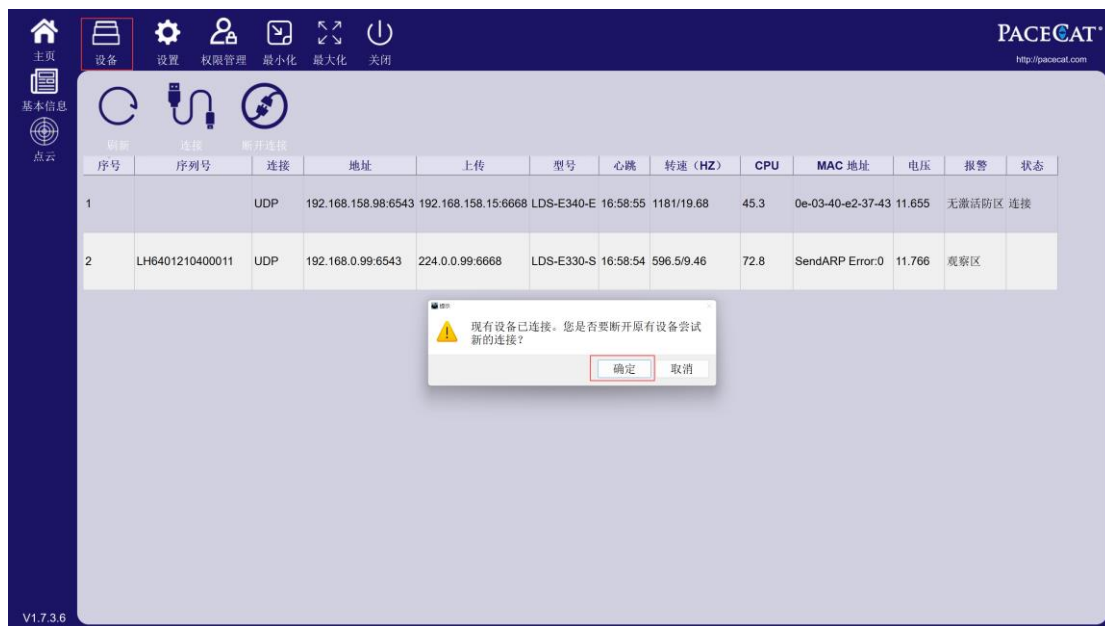 主页
设备
设置
权限管理
最小化
最大化
关闭
PACECAT
http://pacecat.com
基本信息
点云
刷新
连接
断开连接
序号 序列号 连接 地址 上传 型号 心跳 转速（HZ） CPU MAC 地址 电压 报警 状态
1 UDP 192.168.158.98:6543 192.168.158.15:6668 LDS-E340-E 16:58:55 1181/19.68 45.3 0e-03-40-e2-37-43 11.655 无激活防区 连接
2 LH6401210400011 UDP 192.168.0.99:6543 224.0.0.99:6668 LDS-E330-S 16:58:54 596.5/9.46 72.8 SendARP Error:0 11.766 观察区
提示
现有设备已连接。您是否要断开原有设备尝试
新的连接？
确定
取消
V1.7.3.6